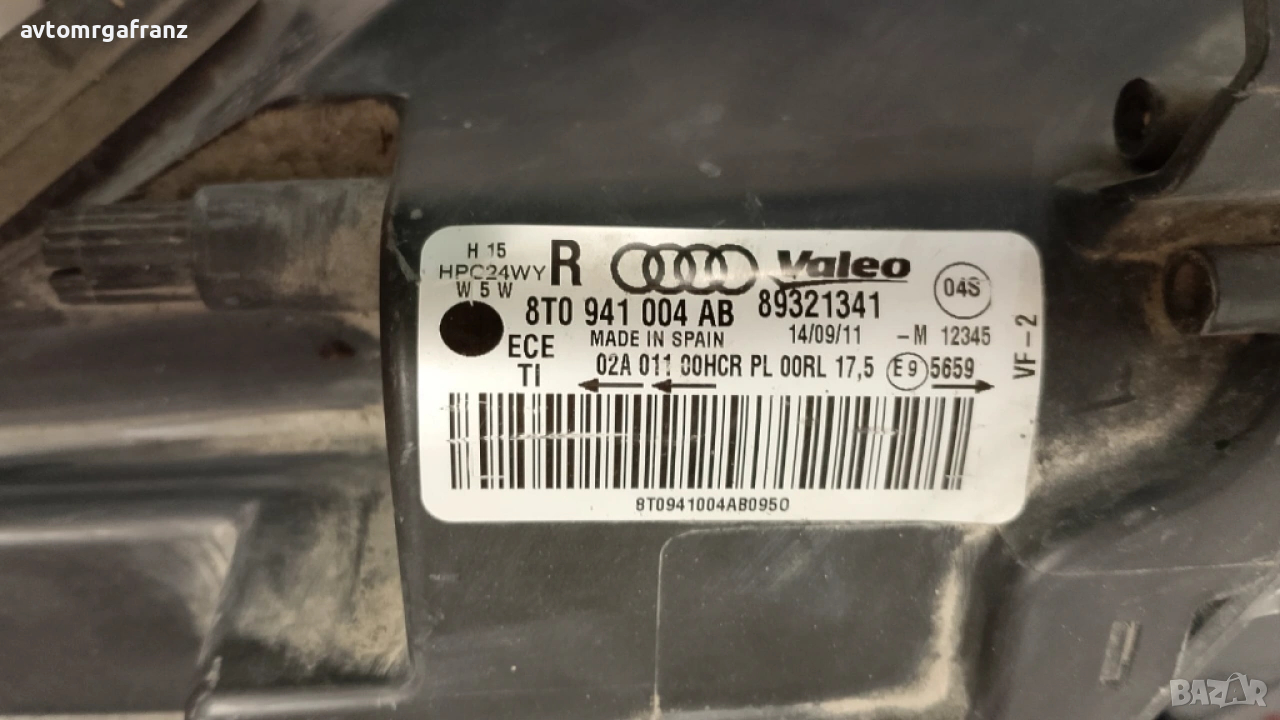 avtomrgafranz
H 15
HPC24WY
W 5 W
R
Valeo
8T0 941 004 AB 89321341
04S
MADE IN SPAIN 14/09/11 -M 12345
ECE
TI
02A 011 00HCR PL 00RL 17,5 E9 5659
VF-2
8T0941004AB0950
BAZAR